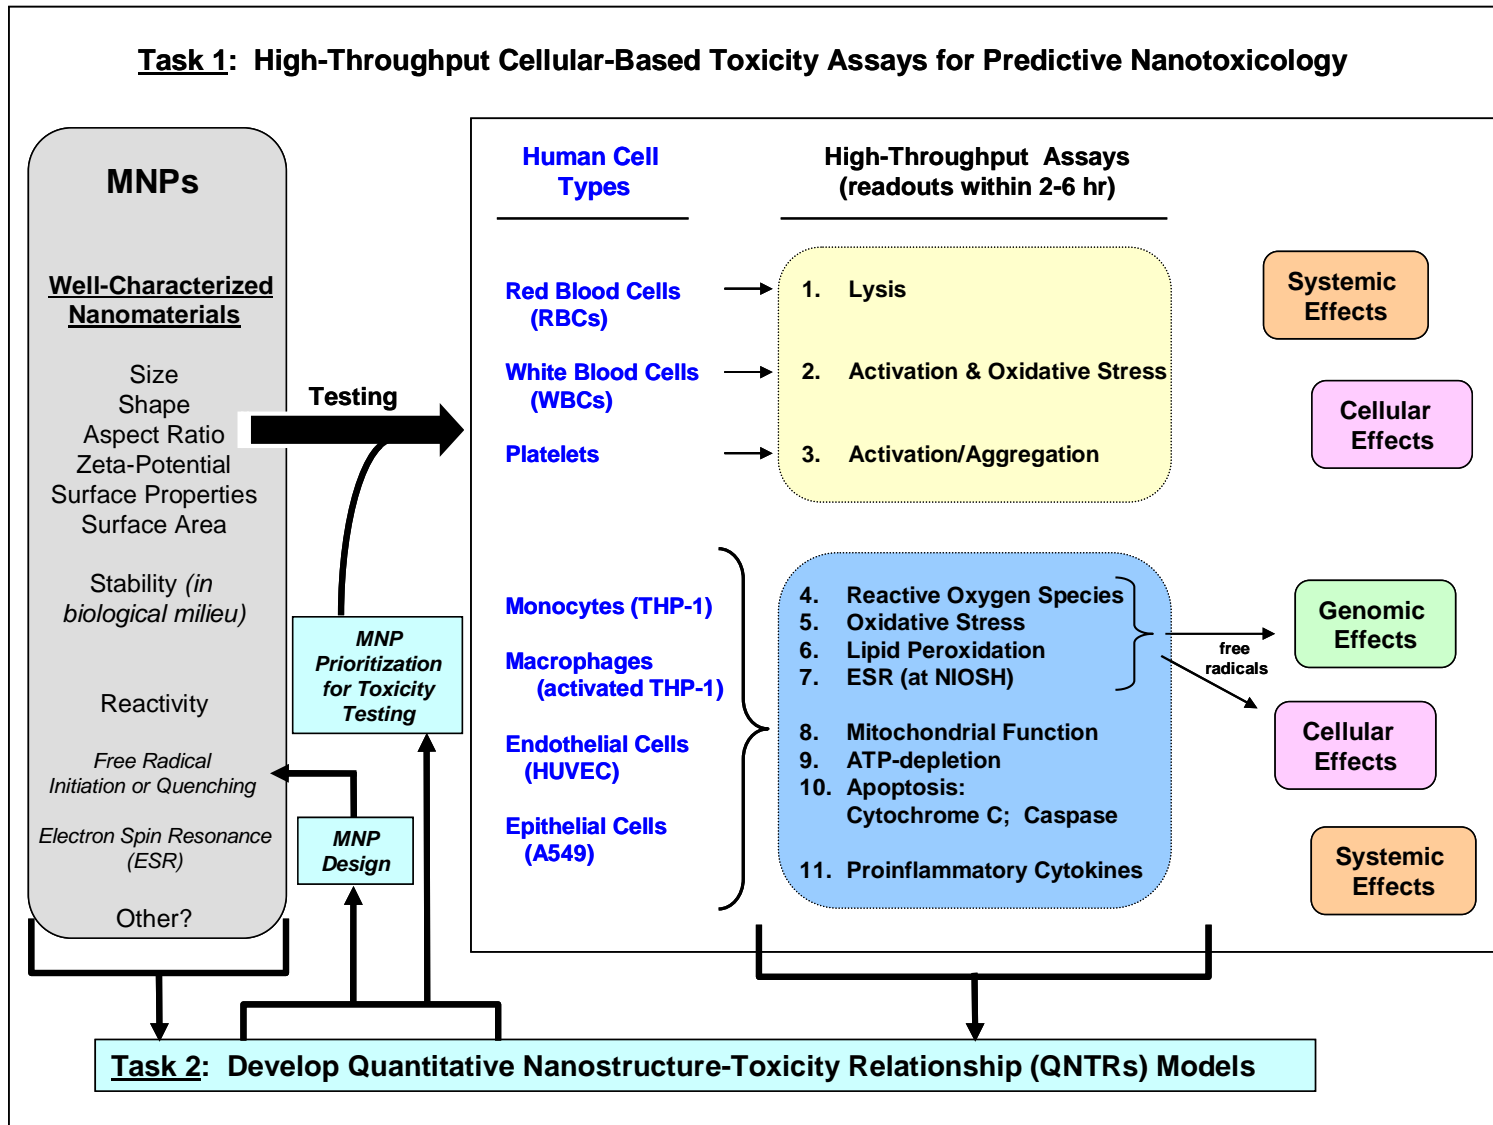 Task 1: High-Throughput Cellular-Based Toxicity Assays for Predictive Nanotoxicology
MNPs
Well-Characterized
Nanomaterials
Size
Shape
Aspect Ratio
Zeta-Potential
Surface Properties
Surface Area
Stability (in
biological milieu)
Reactivity
Free Radical
Initiation or Quenching
Electron Spin Resonance
(ESR)
Other?
Testing
MNP
Prioritization
for Toxicity
Testing
MNP
Design
Human Cell
Types
Red Blood Cells
(RBCs)
White Blood Cells
(WBCs)
Platelets
Monocytes (THP-1)
Macrophages
(activated THP-1)
Endothelial Cells
(HUVEC)
Epithelial Cells
(A549)
High-Throughput Assays
(readouts within 2-6 hr)
1. Lysis
2. Activation & Oxidative Stress
3. Activation/Aggregation
4. Reactive Oxygen Species
5. Oxidative Stress
6. Lipid Peroxidation
7. ESR (at NIOSH)
8. Mitochondrial Function
9. ATP-depletion
10. Apoptosis:
Cytochrome C; Caspase
11. Proinflammatory Cytokines
free
radicals
Systemic
Effects
Cellular
Effects
Genomic
Effects
Cellular
Effects
Systemic
Effects
Task 2: Develop Quantitative Nanostructure-Toxicity Relationship (QNTRs) Models